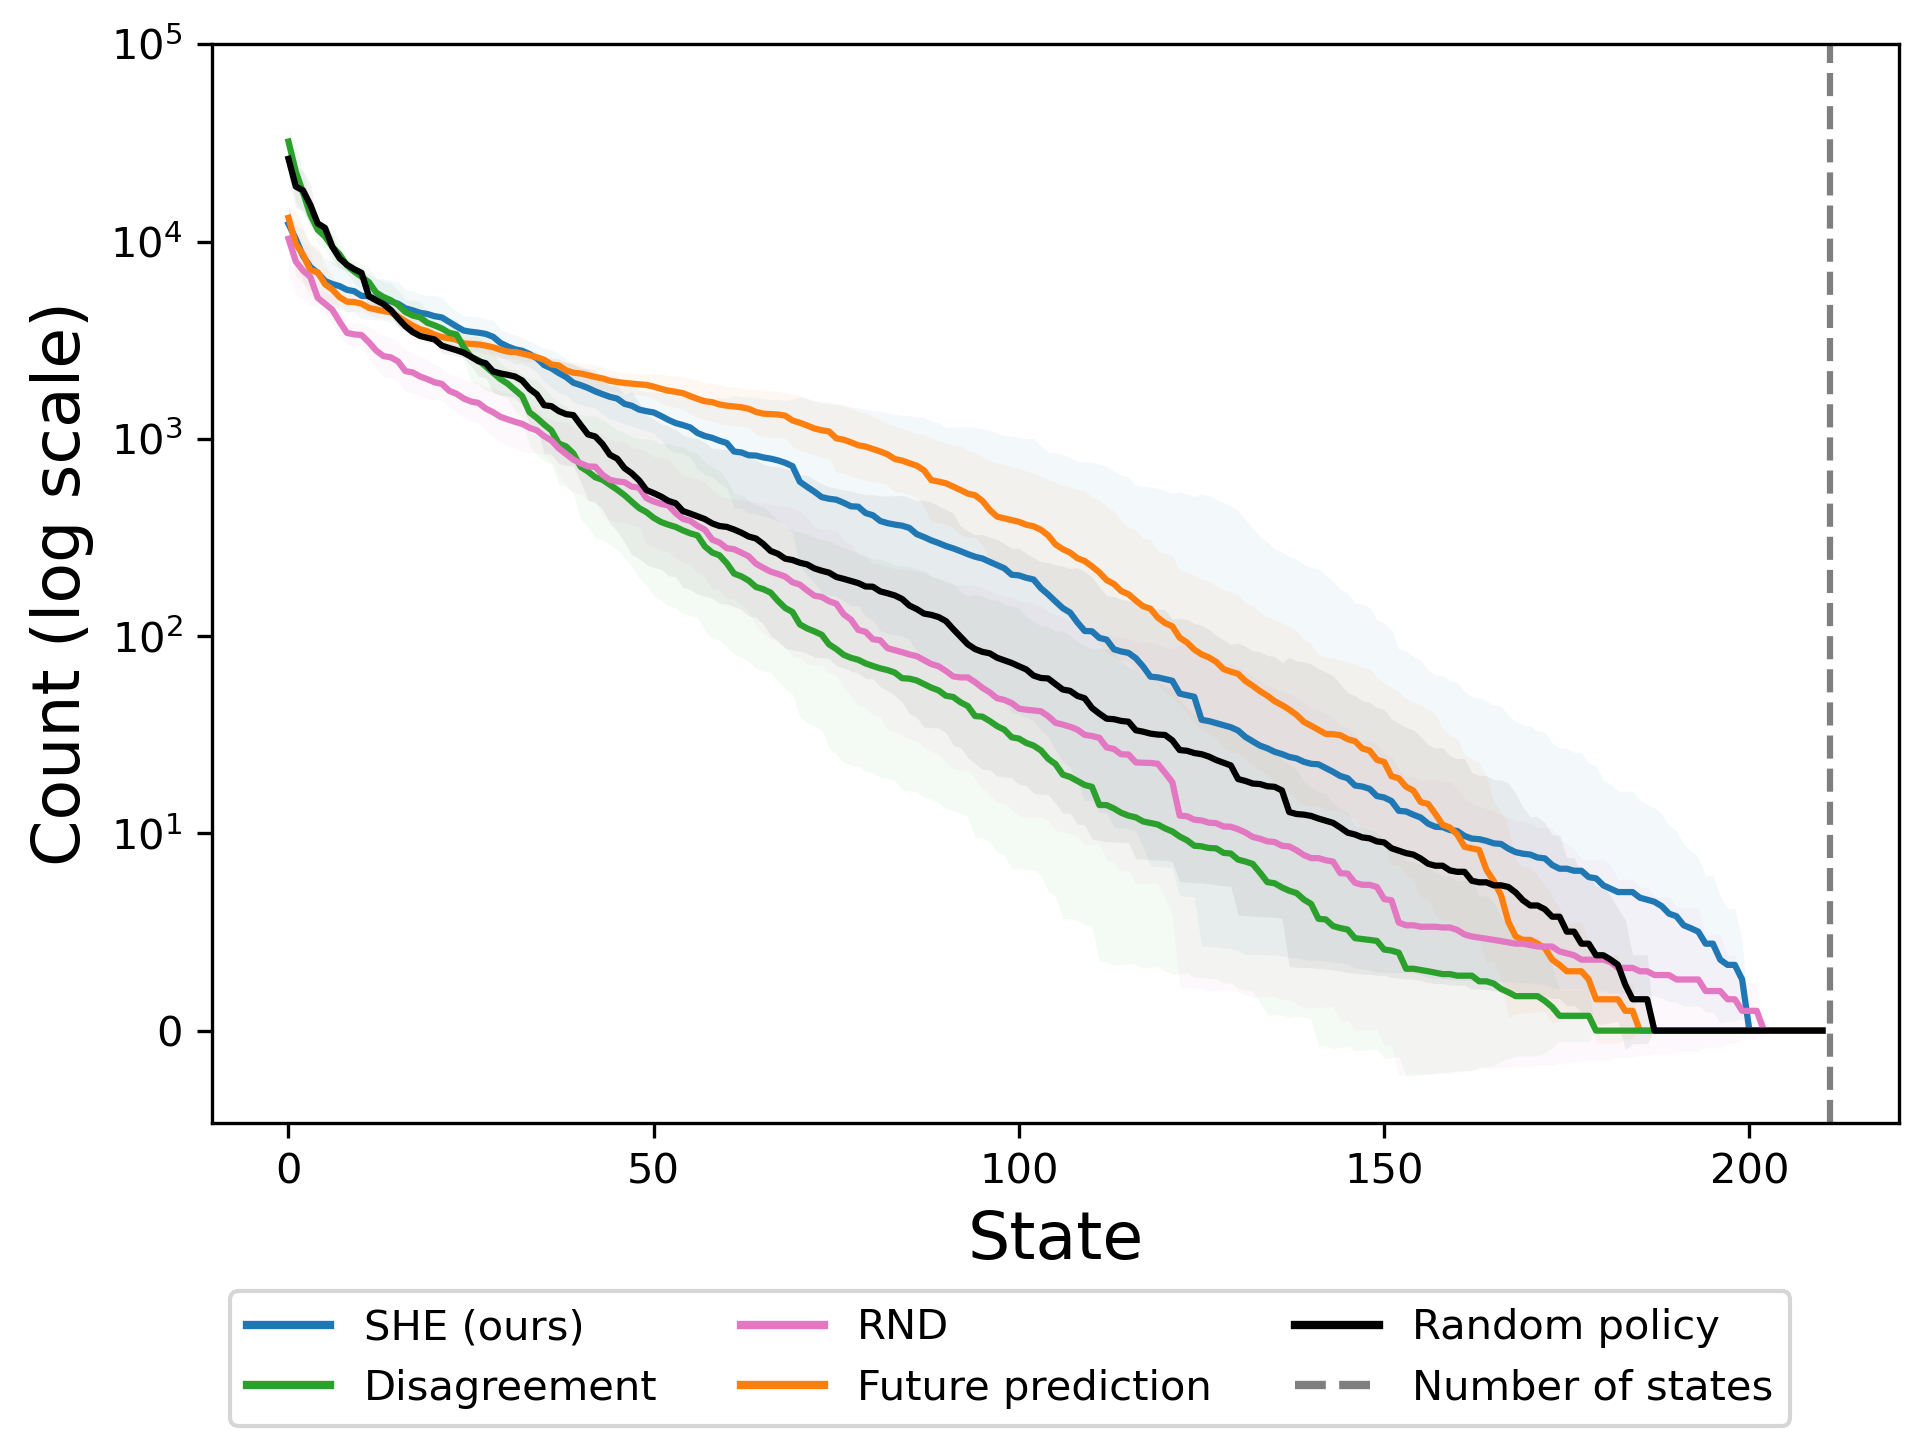 10^5
10^4
10^3
10^2
10^1
0
Count (log scale)
0 50 100 150 200
State
SHE (ours) RND Random policy
Disagreement Future prediction Number of states